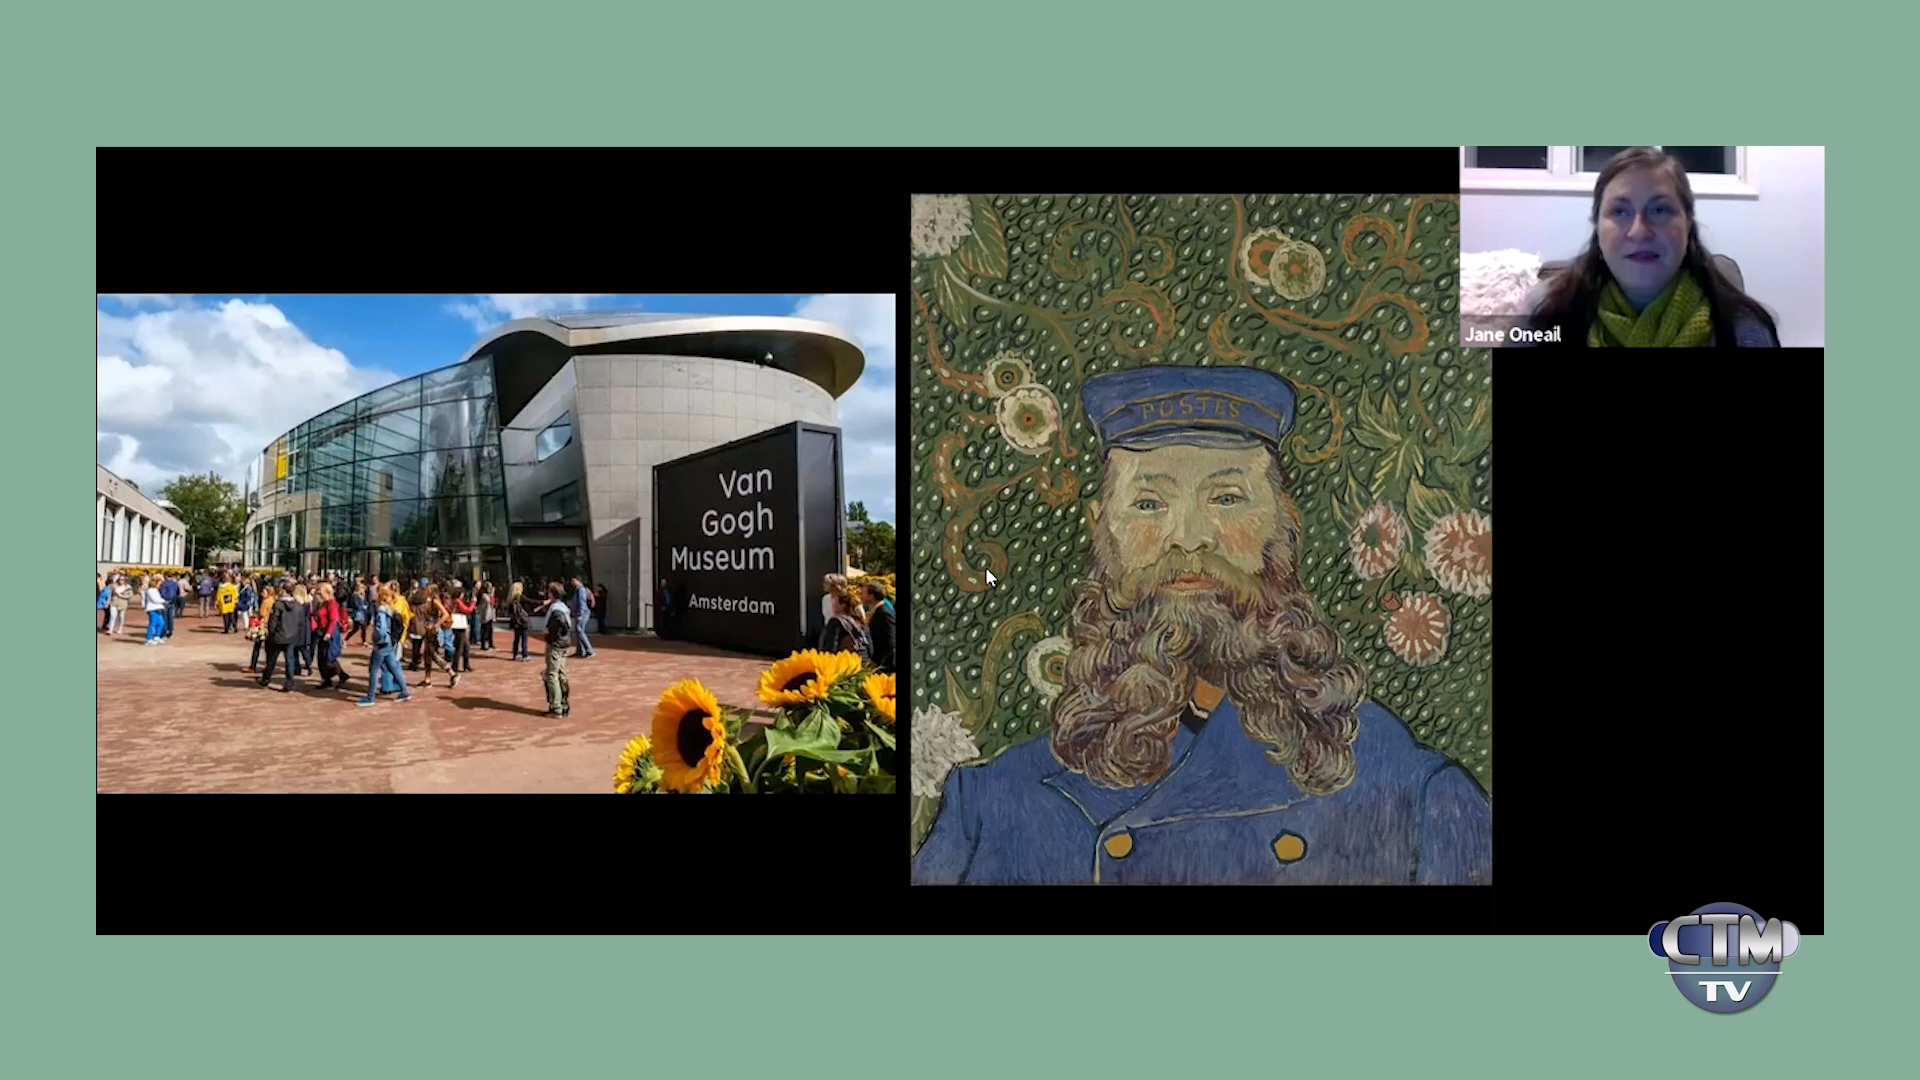 Van
Gogh
Museum
Amsterdam
POSTES
Jane Oneail
CTM
TV